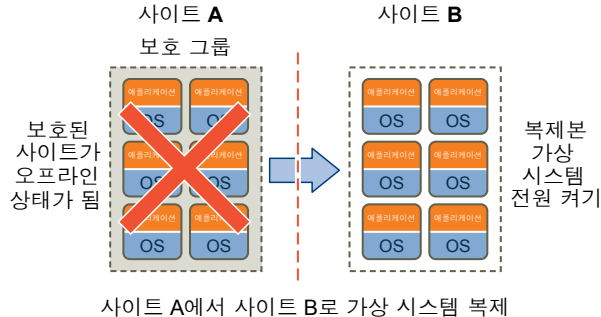 사이트 A
사이트 B
보호 그룹
보호된
사이트가
오프라인
상태가 됨
애플리케이션
애플리케이션
OS
OS
애플리케이션
애플리케이션
OS
OS
애플리케이션
애플리케이션
OS
OS
애플리케이션
애플리케이션
OS
OS
애플리케이션
애플리케이션
OS
OS
애플리케이션
애플리케이션
OS
OS
복제본
가상
시스템
전원 켜기
사이트 A에서 사이트 B로 가상 시스템 복제